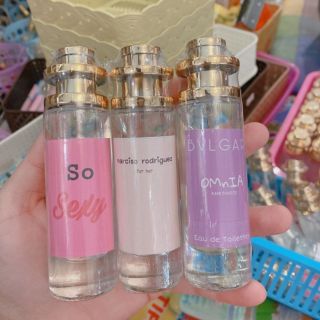 So
Sexy
narciso rodriguez
for her
BVLGARI
OMnIA
Eau de Toilette